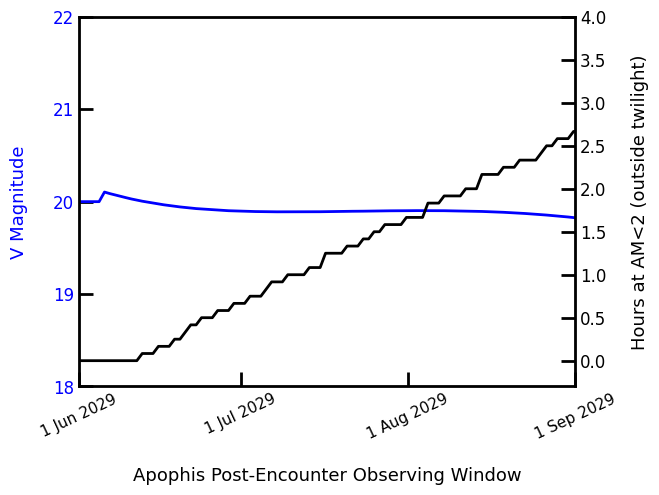 22
21
20
19
18
V Magnitude
4.0
3.5
3.0
2.5
2.0
1.5
1.0
0.5
0.0
Hours at AM<2 (outside twilight)
1 Jun 2029
1 Jul 2029
1 Aug 2029
1 Sep 2029
Apophis Post-Encounter Observing Window